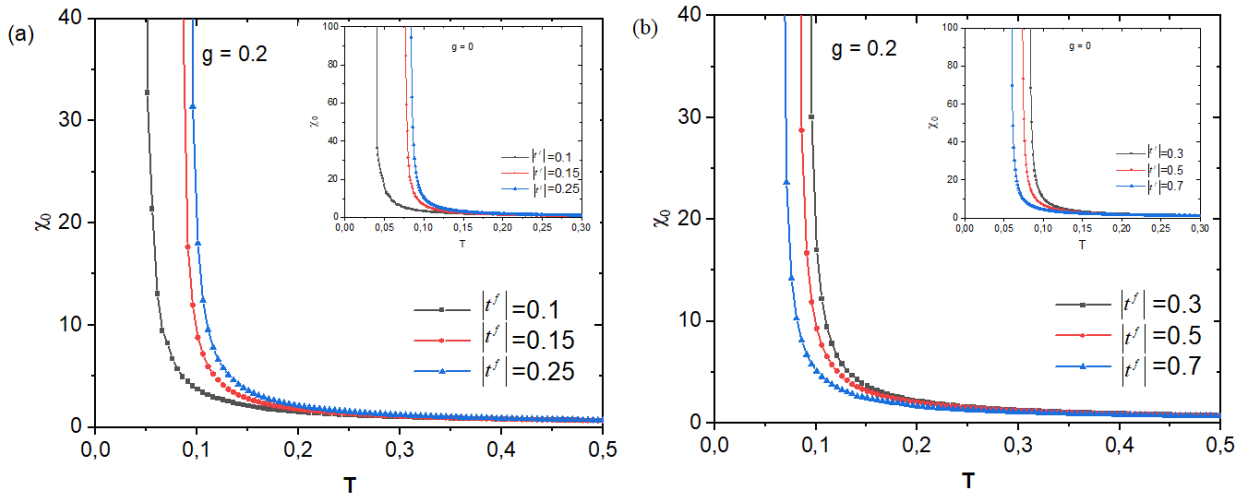 (a)
g = 0.2
χ₀
40
30
20
10
0
0,0 0,1 0,2 0,3 0,4 0,5
T
|t^f|=0.1
|t^f|=0.15
|t^f|=0.25
g = 0
χ₀
100
80
60
40
20
0
0,00 0,05 0,10 0,15 0,20 0,25 0,30
T
|t^f|=0.1
|t^f|=0.15
|t^f|=0.25
(b)
g = 0.2
χ₀
40
30
20
10
0
0,0 0,1 0,2 0,3 0,4 0,5
T
|t^f|=0.3
|t^f|=0.5
|t^f|=0.7
g = 0
χ₀
100
80
60
40
20
0
0,00 0,05 0,10 0,15 0,20 0,25 0,30
T
|t^f|=0.3
|t^f|=0.5
|t^f|=0.7